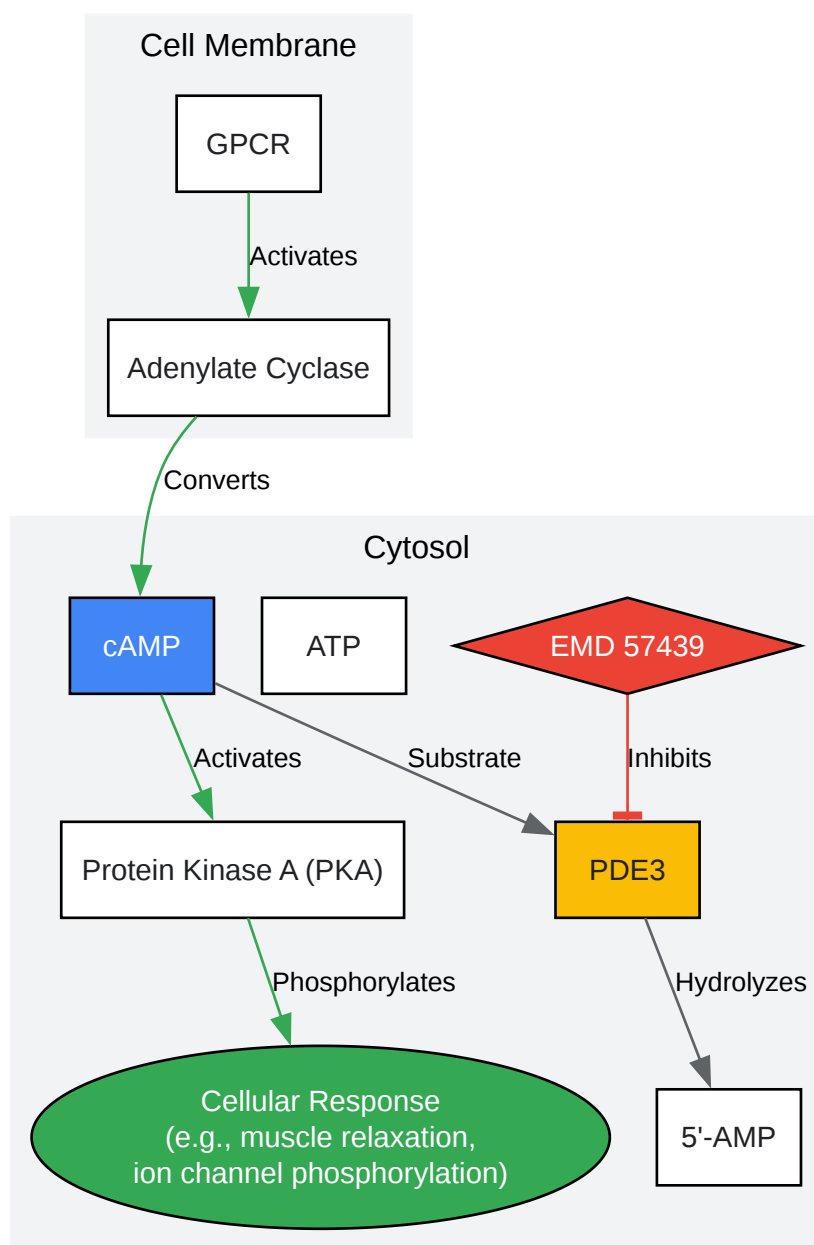 Cell Membrane
GPCR
Activates
Adenylate Cyclase
Converts
Cytosol
cAMP
ATP
EMD 57439
Activates
Substrate
Inhibits
Protein Kinase A (PKA)
PDE3
Phosphorylates
Hydrolyzes
Cellular Response
(e.g., muscle relaxation,
ion channel phosphorylation)
5'-AMP